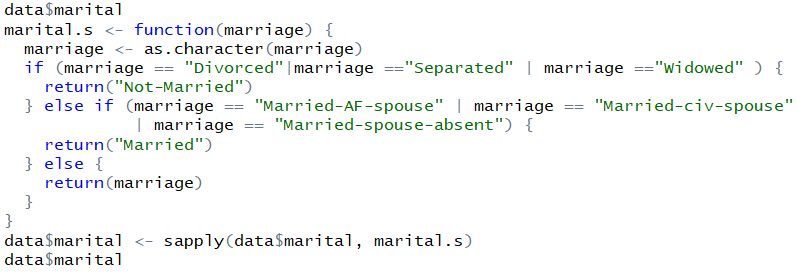 data$marital
marital.s <- function(marriage) {
  marriage <- as.character(marriage)
  if (marriage == "Divorced"|marriage =="Separated" | marriage =="Widowed" ) {
    return("Not-Married")
  } else if (marriage == "Married-AF-spouse" | marriage == "Married-civ-spouse"
             | marriage == "Married-spouse-absent") {
    return("Married")
  } else {
    return(marriage)
  }
}
data$marital <- sapply(data$marital, marital.s)
data$marital